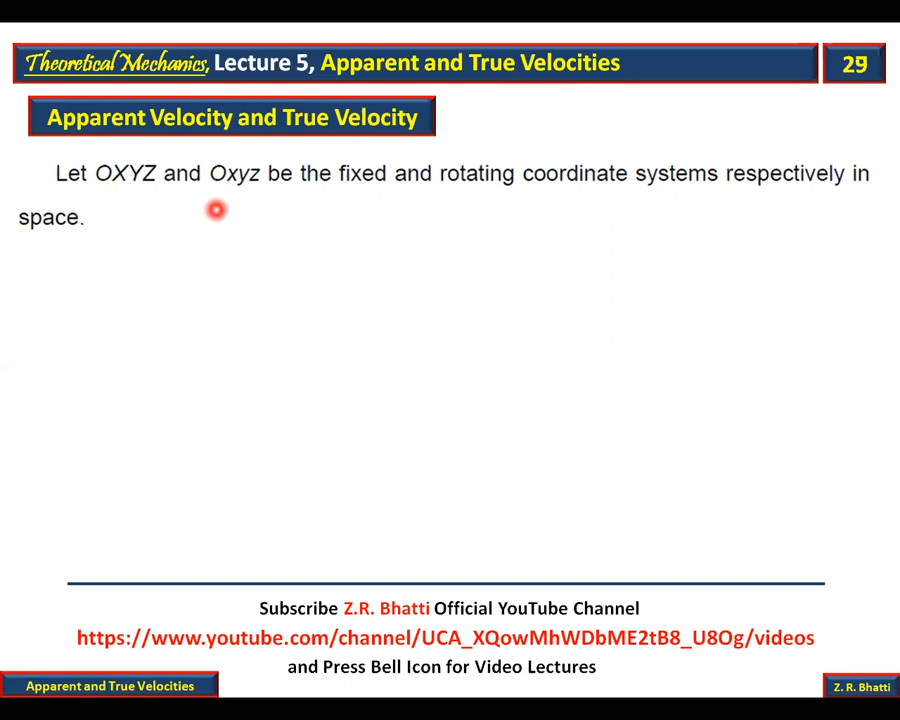 Theoretical Mechanics, Lecture 5, Apparent and True Velocities
29
Apparent Velocity and True Velocity
Let OXYZ and Oxyz be the fixed and rotating coordinate systems respectively in
space.
Subscribe Z.R. Bhatti Official YouTube Channel
https://www.youtube.com/channel/UCA_XQowMhWDbME2tB8_U8Og/videos
and Press Bell Icon for Video Lectures
Apparent and True Velocities
Z. R. Bhatti